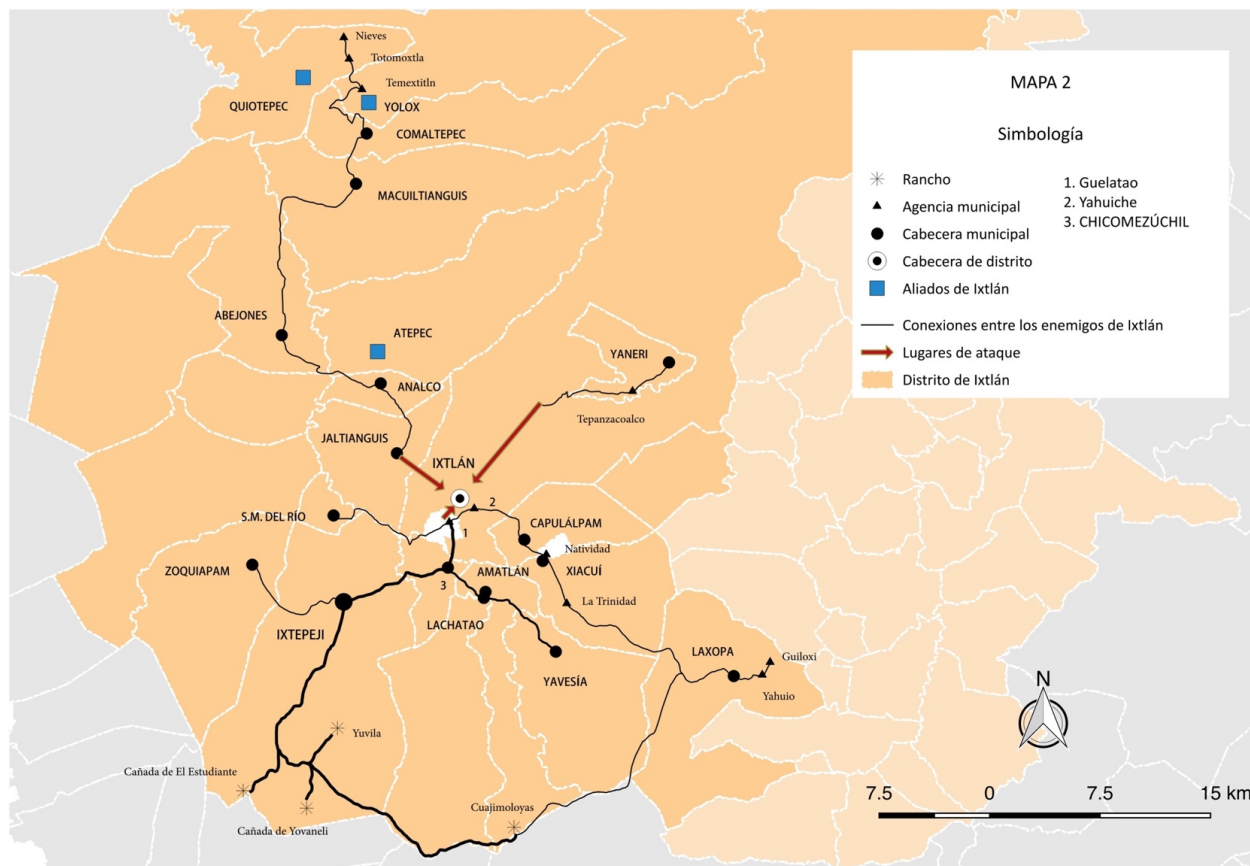 Nieves
Totomoxtla
Temextitln
QUIOTEPEC
YOLOX
COMALTEPEC
MACUILTIANGUIS
ABEJONES
ATEPEC
YANERI
ANALCO
Tepanzacoalco
JALTIANGUIS
IXTLÁN
2
S.M. DEL RÍO
1
CAPULÁLPAM
Natividad
ZOQUIAPAM
AMATLÁN
XIACUÍ
3
La Trinidad
IXTEPEJI
LACHATAO
LAXOPA
Guiloxi
YAVESÍA
Yahuio
Yuvila
Cañada de El Estudiante
Cuajimoloyas
Cañada de Yovaneli
MAPA 2
Simbología
Rancho
Agencia municipal
Cabecera municipal
Cabecera de distrito
Aliados de Ixtlán
1. Guelatao
2. Yahuiche
3. CHICOMEZÚCHIL
Conexiones entre los enemigos de Ixtlán
Lugares de ataque
Distrito de Ixtlán
N
7.5 0 7.5 15 km